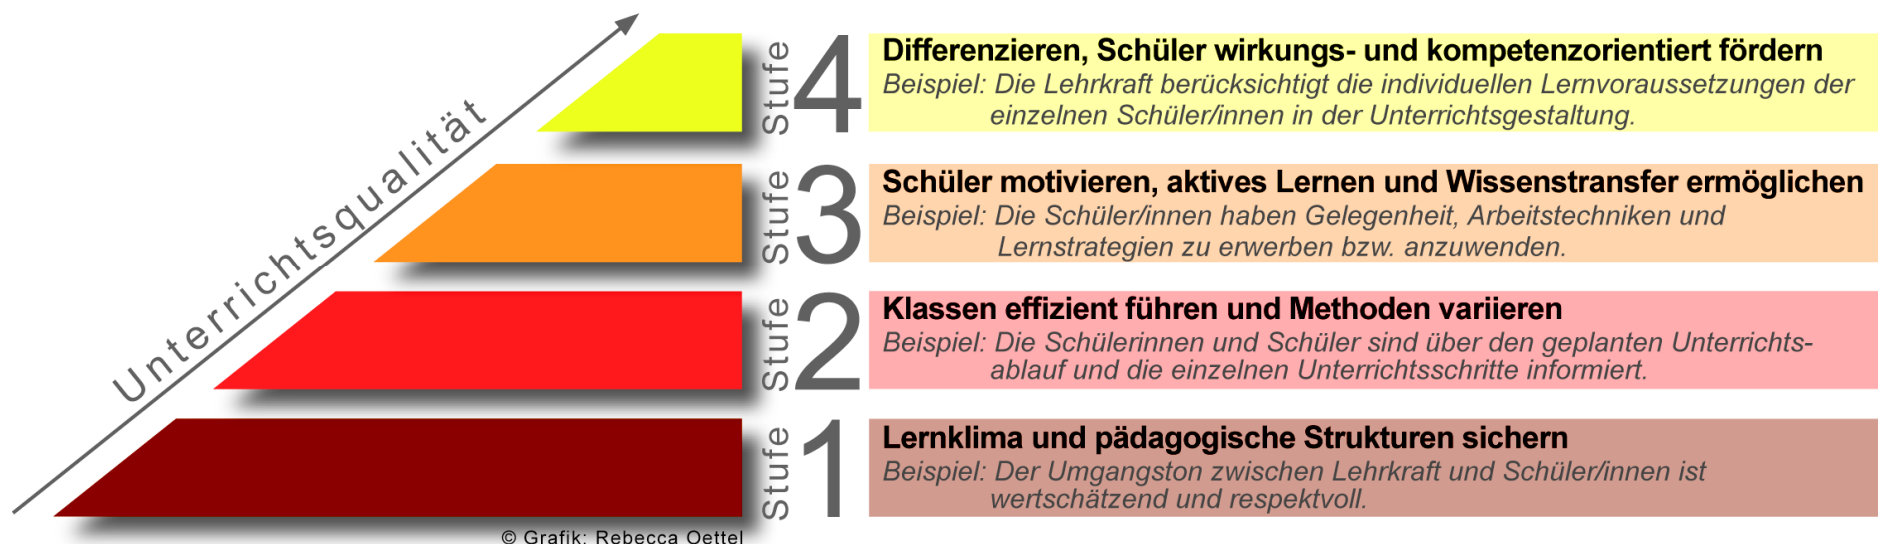 Unterrichtsqualität
Stufe 4
Differenzieren, Schüler wirkungs- und kompetenzorientiert fördern
Beispiel: Die Lehrkraft berücksichtigt die individuellen Lernvoraussetzungen der
einzelnen Schüler/innen in der Unterrichtsgestaltung.
Stufe 3
Schüler motivieren, aktives Lernen und Wissenstransfer ermöglichen
Beispiel: Die Schüler/innen haben Gelegenheit, Arbeitstechniken und
Lernstrategien zu erwerben bzw. anzuwenden.
Stufe 2
Klassen effizient führen und Methoden variieren
Beispiel: Die Schülerinnen und Schüler sind über den geplanten Unterrichts-
ablauf und die einzelnen Unterrichtsschritte informiert.
Stufe 1
Lernklima und pädagogische Strukturen sichern
Beispiel: Der Umgangston zwischen Lehrkraft und Schüler/innen ist
wertschätzend und respektvoll.
© Grafik: Rebecca Oettel